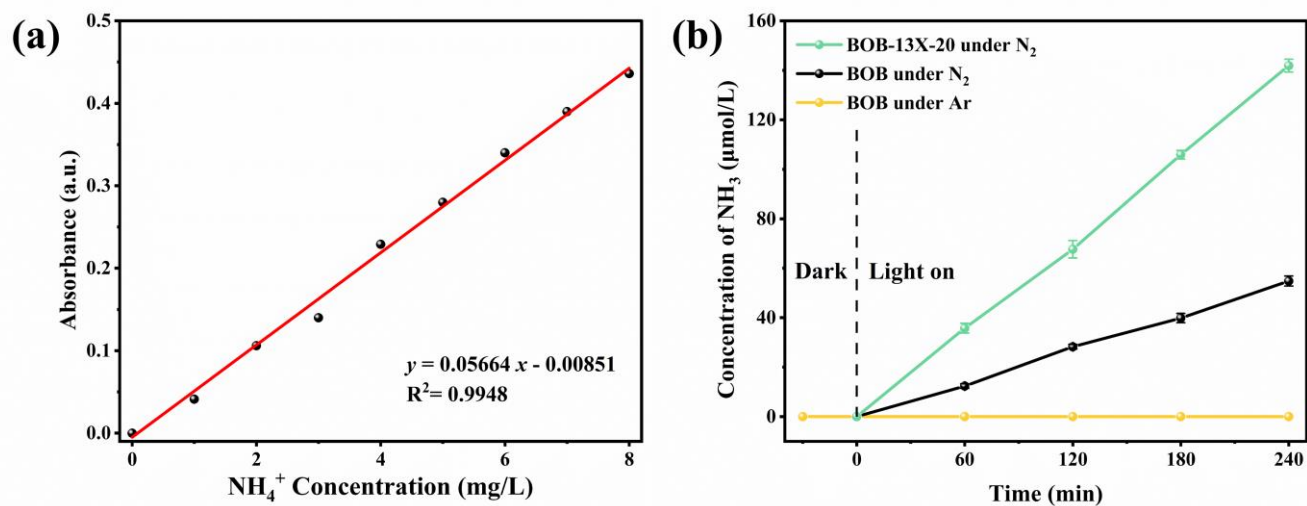 (a)
0.5
0.4
0.3
0.2
0.1
0.0
Absorbance (a.u.)
y = 0.05664 x - 0.00851
R²= 0.9948
0 2 4 6 8
NH₄⁺ Concentration (mg/L)
(b)
160
120
80
40
0
Concentration of NH₃ (μmol/L)
BOB-13X-20 under N₂
BOB under N₂
BOB under Ar
Dark Light on
0 60 120 180 240
Time (min)